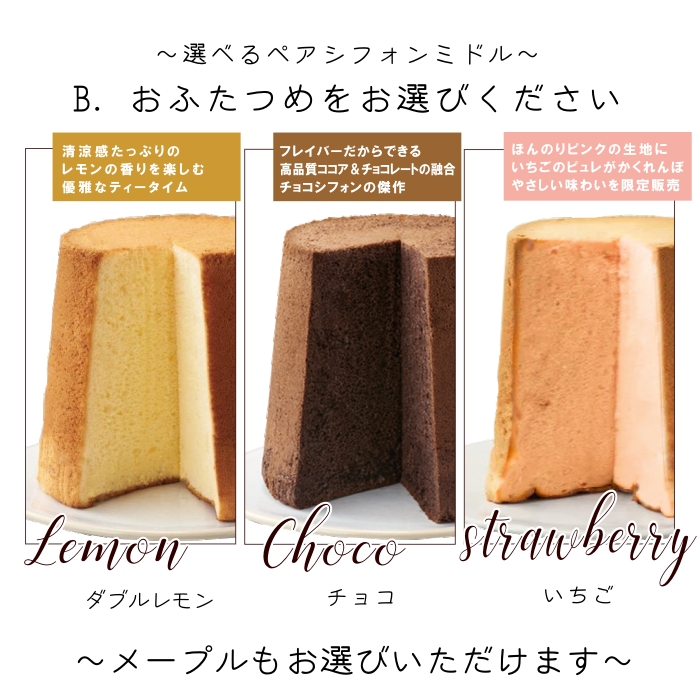 ～選べるペアシフォンミドル～
B. おふたつめをお選びください
清涼感たっぷりの
レモンの香りを楽しむ
優雅なティータイム
フレイバーだからできる
高品質ココア＆チョコレートの融合
チョコシフォンの傑作
ほんのりピンクの生地に
いちごのピュレがかくれんぼ
やさしい味わいを限定販売
Lemon
Choco
strawberry
ダブルレモン
チョコ
いちご
～メープルもお選びいただけます～